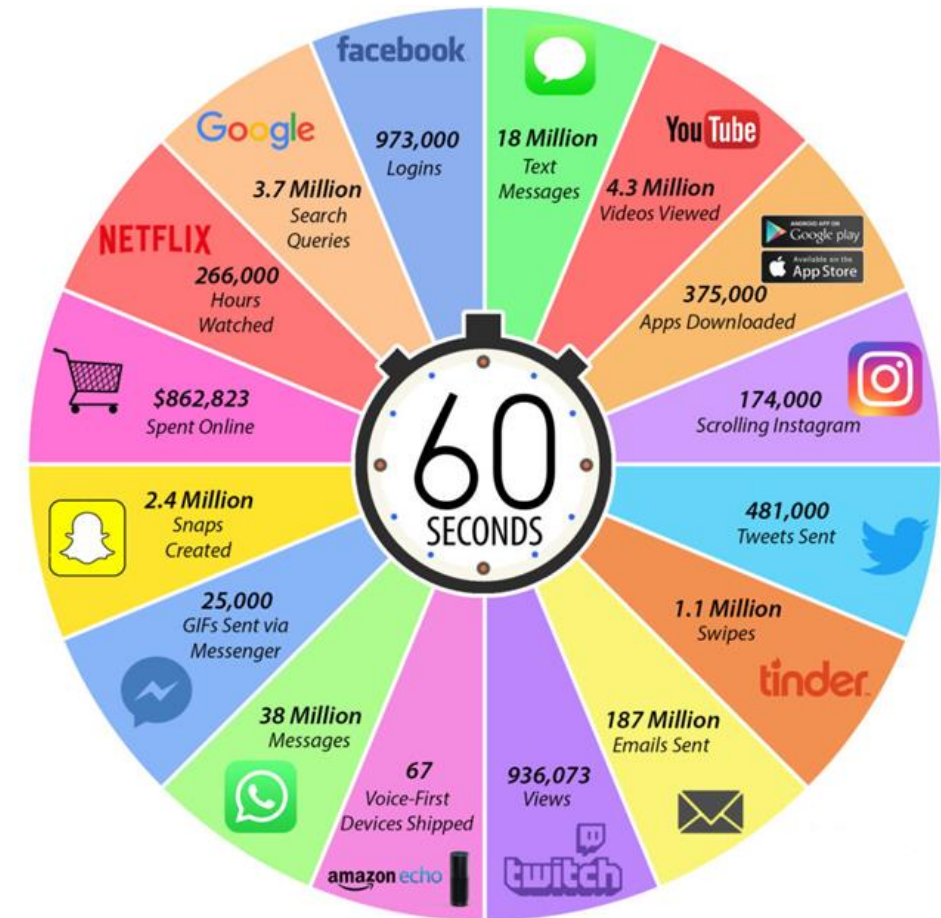 facebook
973,000
Logins
18 Million
Text
Messages
YouTube
4.3 Million
Videos Viewed
ANDROID APP ON
Google play
Available on the
App Store
375,000
Apps Downloaded
174,000
Scrolling Instagram
481,000
Tweets Sent
1.1 Million
Swipes
tinder
187 Million
Emails Sent
936,073
Views
twitch
67
Voice-First
Devices Shipped
amazon echo
38 Million
Messages
25,000
GIFs Sent via
Messenger
2.4 Million
Snaps
Created
$862,823
Spent Online
NETFLIX
266,000
Hours
Watched
Google
3.7 Million
Search
Queries
60
SECONDS